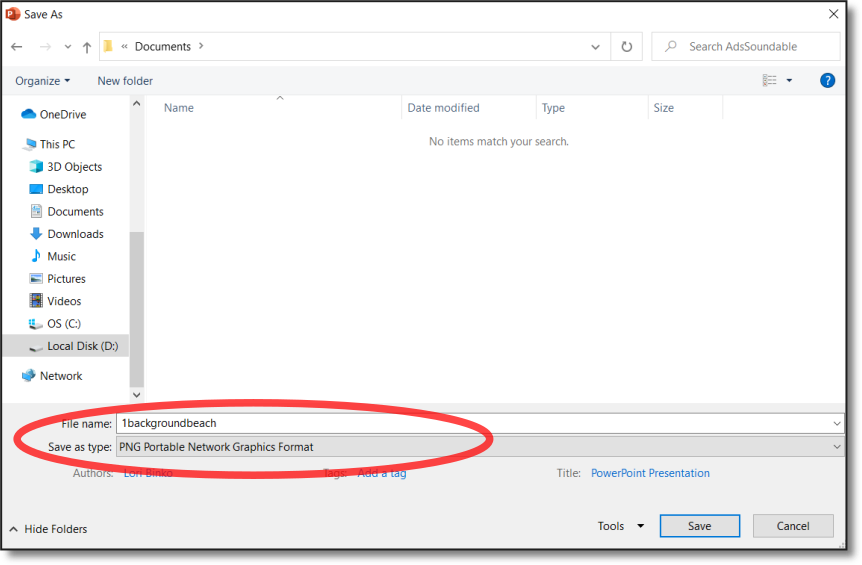 Save As
« Documents
Search AdsSoundable
Organize New folder
?
Name Date modified Type Size
No items match your search.
OneDrive
This PC
3D Objects
Desktop
Documents
Downloads
Music
Pictures
Videos
OS (C:)
Local Disk (D:)
Network
File name: 1backgroundbeach
Save as type: PNG Portable Network Graphics Format
Authors: Lori Binko Tags: Add a tag Title: PowerPoint Presentation
Hide Folders Tools Save Cancel